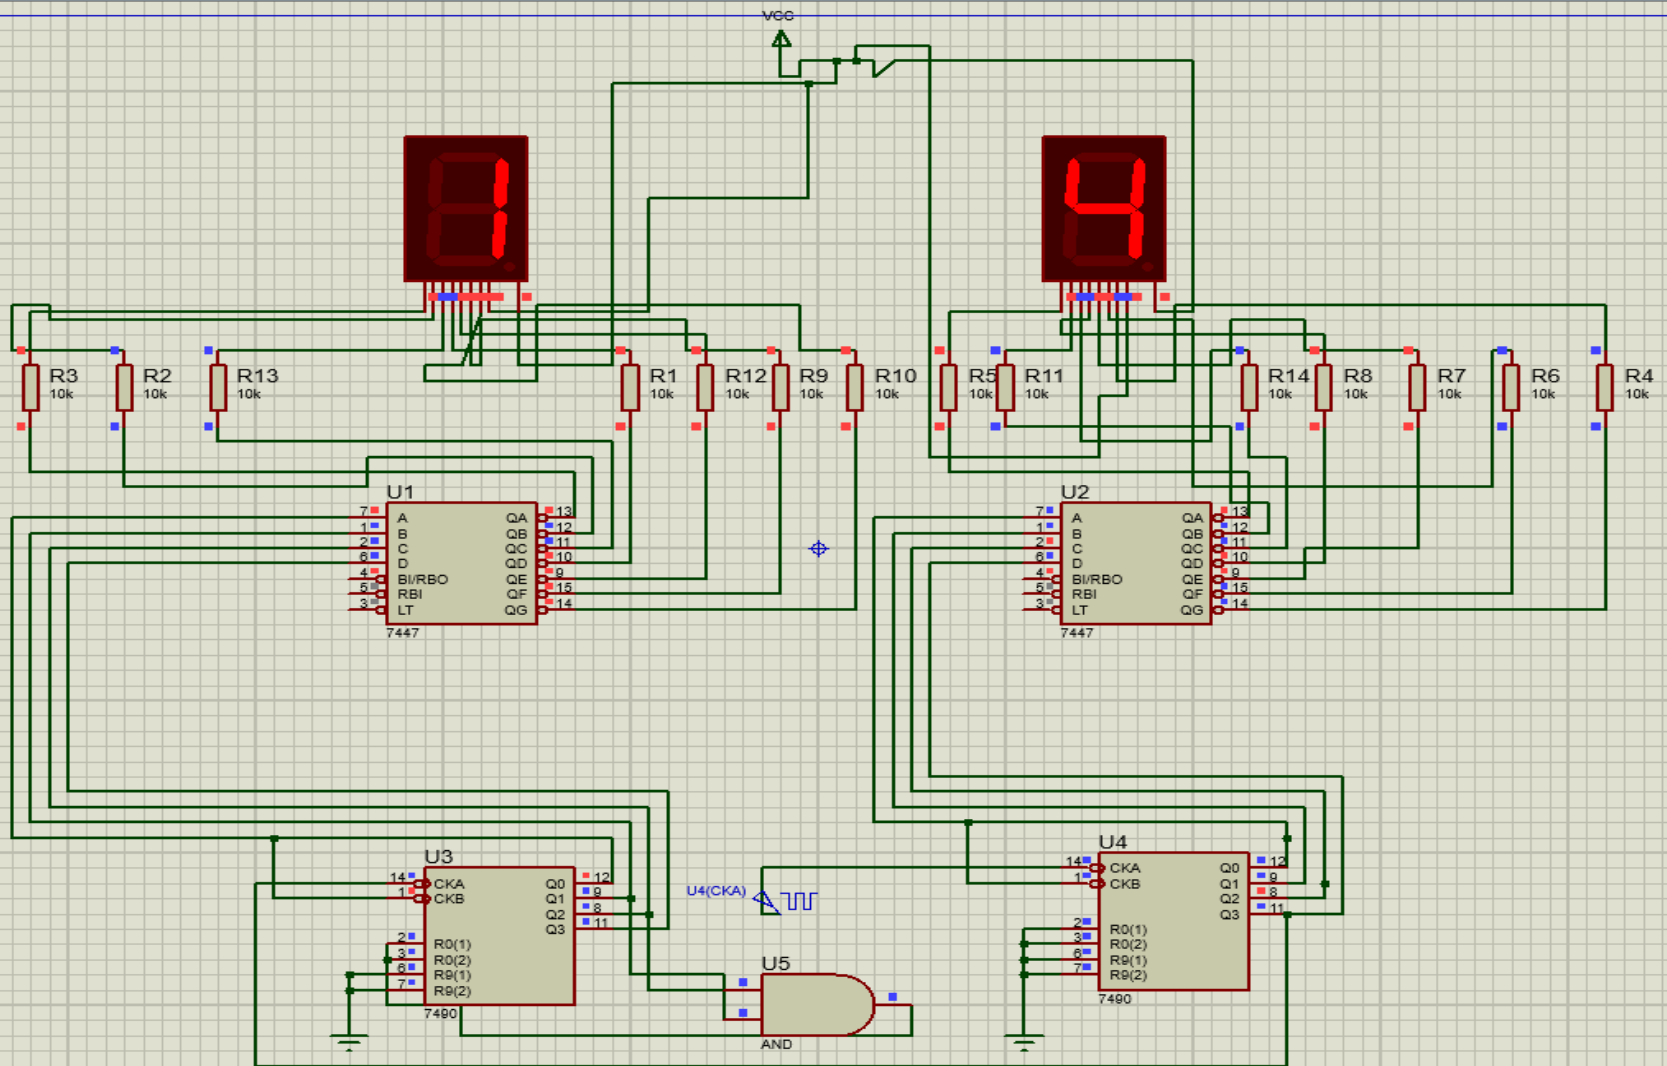 VCC
R3
10k
R2
10k
R13
10k
R1
10k
R12
10k
R9
10k
R10
10k
R5
10k
R11
10k
R14
10k
R8
10k
R7
10k
R6
10k
R4
10k
U1
7 A QA 13
1 B QB 12
2 C QC 11
6 D QD 10
4 BI/RBO QE 9
5 RBI QF 15
3 LT QG 14
7447
U2
7 A QA 13
1 B QB 12
2 C QC 11
6 D QD 10
4 BI/RBO QE 9
5 RBI QF 15
3 LT QG 14
7447
U3
14 CKA Q0 12
1 CKB Q1 9
Q2 8
Q3 11
2 R0(1)
3 R0(2)
6 R9(1)
7 R9(2)
7490
U4(CKA)
U5
AND
U4
14 CKA Q0 12
1 CKB Q1 9
Q2 8
Q3 11
2 R0(1)
3 R0(2)
6 R9(1)
7 R9(2)
7490
1
4